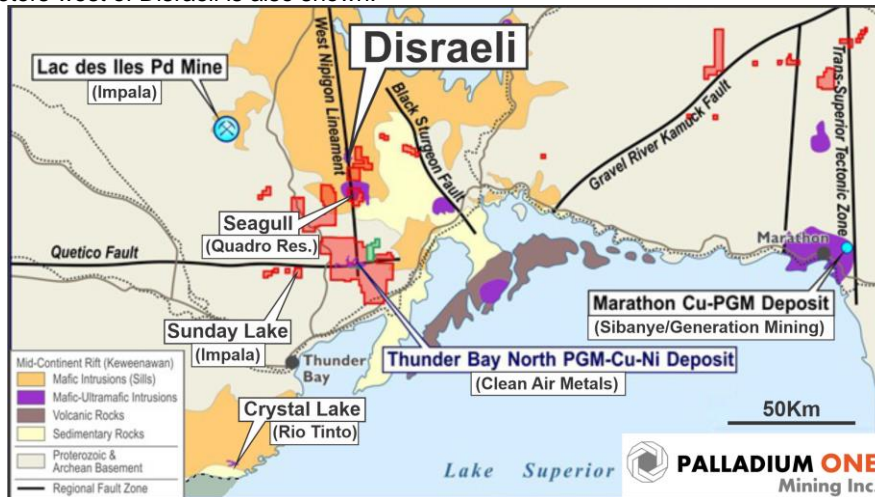 Disraeli
Lac des Iles Pd Mine
(Impala)
West Nipigon Lineament
Black Sturgeon Fault
Gravel River Kamuck Fault
Trans-Superior Tectonic Zone
Seagull
(Quadro Res.)
Quetico Fault
Marathon
Marathon Cu-PGM Deposit
(Sibanye/Generation Mining)
Sunday Lake
(Impala)
Thunder
Bay
Thunder Bay North PGM-Cu-Ni Deposit
(Clean Air Metals)
Mid-Continent Rift (Keweenawan)
Mafic Intrusions (Sills)
Mafic-Ultramafic Intrusions
Volcanic Rocks
Sedimentary Rocks
Proterozoic &
Archean Basement
Regional Fault Zone
Crystal Lake
(Rio Tinto)
50Km
Lake Superior
PALLADIUM ONE
Mining Inc.